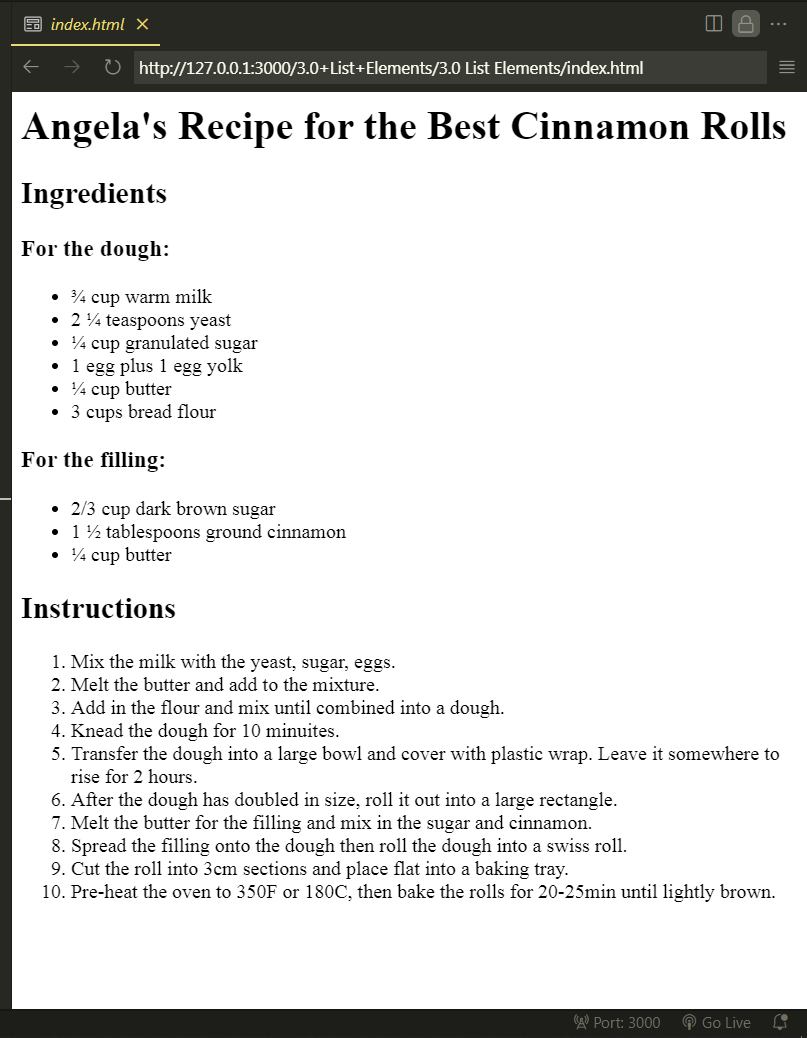 index.html
http://127.0.0.1:3000/3.0+List+Elements/3.0 List Elements/index.html
Angela's Recipe for the Best Cinnamon Rolls
Ingredients
For the dough:
• ¾ cup warm milk
• 2 ¼ teaspoons yeast
• ¼ cup granulated sugar
• 1 egg plus 1 egg yolk
• ¼ cup butter
• 3 cups bread flour
For the filling:
• 2/3 cup dark brown sugar
• 1 ½ tablespoons ground cinnamon
• ¼ cup butter
Instructions
1. Mix the milk with the yeast, sugar, eggs.
2. Melt the butter and add to the mixture.
3. Add in the flour and mix until combined into a dough.
4. Knead the dough for 10 minuites.
5. Transfer the dough into a large bowl and cover with plastic wrap. Leave it somewhere to
rise for 2 hours.
6. After the dough has doubled in size, roll it out into a large rectangle.
7. Melt the butter for the filling and mix in the sugar and cinnamon.
8. Spread the filling onto the dough then roll the dough into a swiss roll.
9. Cut the roll into 3cm sections and place flat into a baking tray.
10. Pre-heat the oven to 350F or 180C, then bake the rolls for 20-25min until lightly brown.
Port: 3000 Go Live